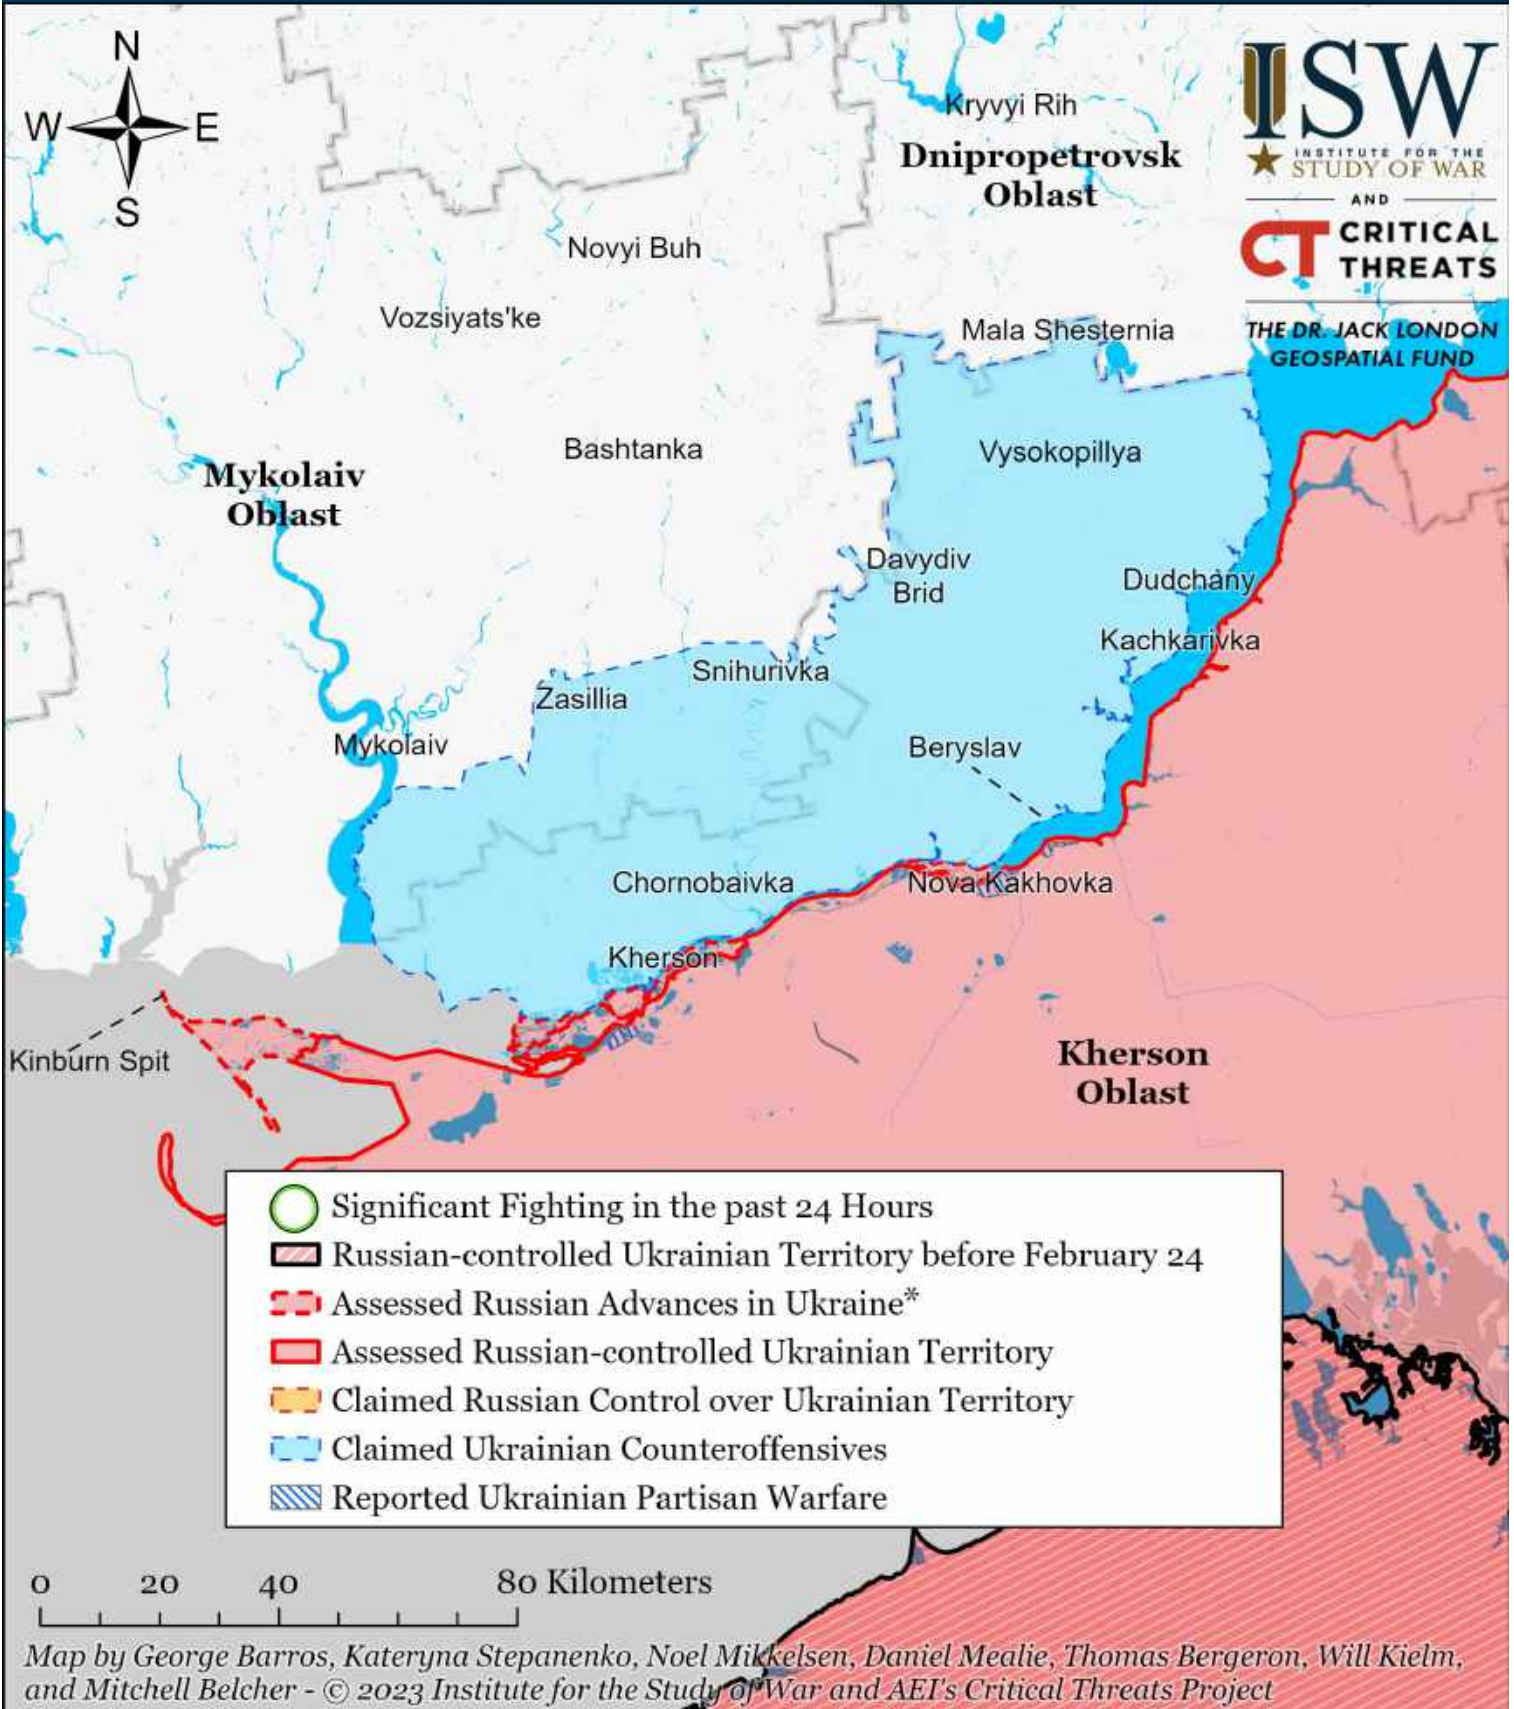 N
W
E
S
ISW
INSTITUTE FOR THE
STUDY OF WAR
AND
CT CRITICAL
THREATS
THE DR. JACK LONDON
GEOSPATIAL FUND
Kryvyi Rih
Dnipropetrovsk
Oblast
Novyi Buh
Vozsiyats'ke
Mala Shesternia
Bashtanka
Vysokopillya
Mykolaiv
Oblast
Davydiv
Brid
Dudchany
Kachkarivka
Snihurivka
Zasillia
Mykolaiv
Beryslav
Chornobaivka
Nova Kakhovka
Kherson
Kinburn Spit
Kherson
Oblast
Significant Fighting in the past 24 Hours
Russian-controlled Ukrainian Territory before February 24
Assessed Russian Advances in Ukraine*
Assessed Russian-controlled Ukrainian Territory
Claimed Russian Control over Ukrainian Territory
Claimed Ukrainian Counteroffensives
Reported Ukrainian Partisan Warfare
0 20 40 80 Kilometers
Map by George Barros, Kateryna Stepanenko, Noel Mikkelsen, Daniel Mealie, Thomas Bergeron, Will Kielm,
and Mitchell Belcher - © 2023 Institute for the Study of War and AEI's Critical Threats Project